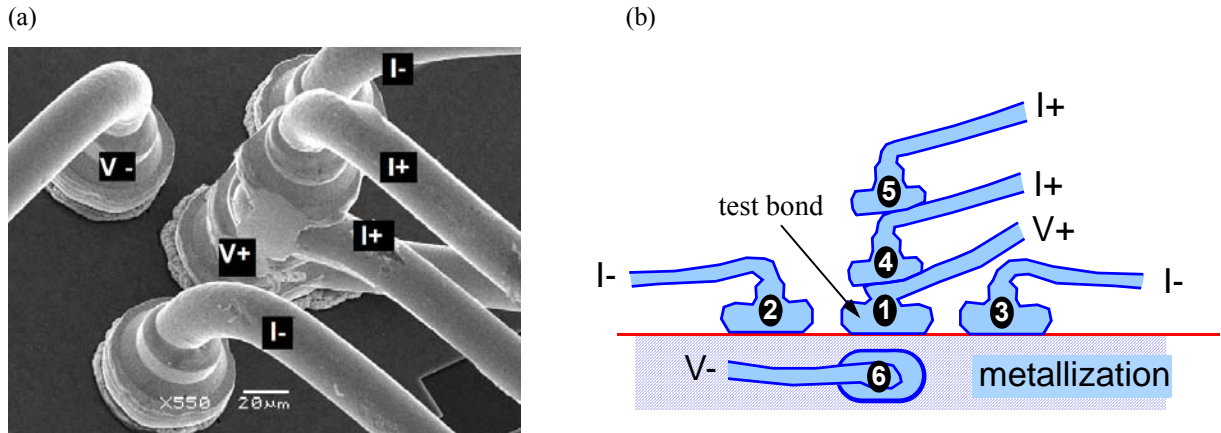 (a)
(b)
I-
V -
I+
I+
V+
I-
X550 20μm
I+
I+
test bond
V+
I-
I-
5
4
2
1
3
V-
6
metallization